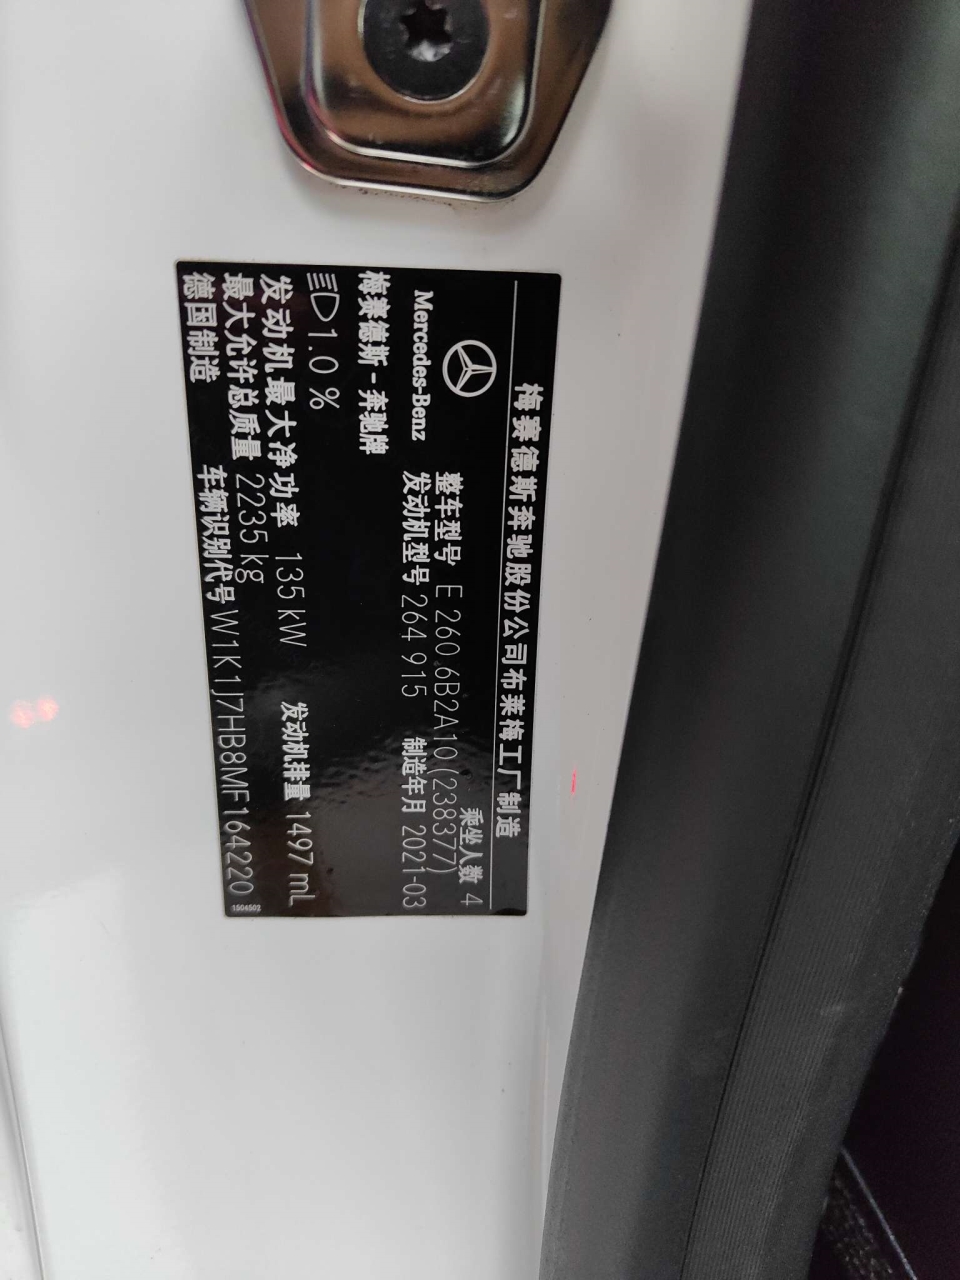 梅赛德斯奔驰股份公司布莱梅工厂制造
乘坐人数 4
整车型号 E 260,6B2A10 (238377)
Mercedes-Benz
发动机型号 264 915 制造年月 2021-03
梅赛德斯-奔驰牌
1.0 %
发动机最大净功率 135 kW 发动机排量 1497 mL
最大允许总质量 2235 kg
德国制造 车辆识别代号 W1K1J7HB8MF164220
1504502